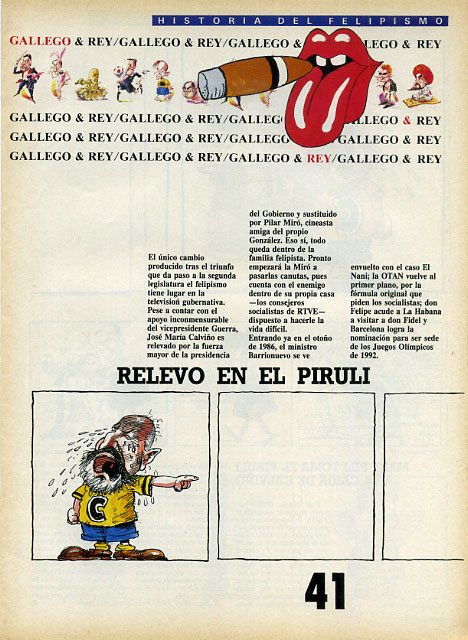 HISTORIA DEL FELIPISMO
GALLEGO & REY/GALLEGO & REY/GALLEGO & LEGO & REY
GALLEGO & REY/GALLEGO & REY/GALLEGO & REY/GALLEGO & REY
GALLEGO & REY/GALLEGO & REY/GALLEGO & REY/GALLEGO & REY
GALLEGO & REY/GALLEGO & REY/GALLEGO & REY/GALLEGO & REY
El único cambio
producido tras el triunfo
que da paso a la segunda
legislatura el felipismo
tiene lugar en la
televisión gubernativa.
Pese a contar con el
apoyo inconmensurable
del vicepresidente Guerra,
José María Calviño es
relevado por la fuerza
mayor de la presidencia
del Gobierno y sustituido
por Pilar Miró, cineasta
amiga del propio
González. Eso sí, todo
queda dentro de la
familia felipista. Pronto
empezará la Miró a
pasarlas canutas, pues
cuenta con el enemigo
dentro de su propia casa
—los consejeros
socialistas de RTVE—
dispuesto a hacerle la
vida difícil.
Entrando ya en el otoño
de 1986, el ministro
Barrionuevo se ve
envuelto con el caso El
Nani; la OTAN vuelve al
primer plano, por la
fórmula original que
piden los socialistas; don
Felipe acude a La Habana
a visitar a don Fidel y
Barcelona logra la
nominación para ser sede
de los Juegos Olímpicos
de 1992.
RELEVO EN EL PIRULI
C
41